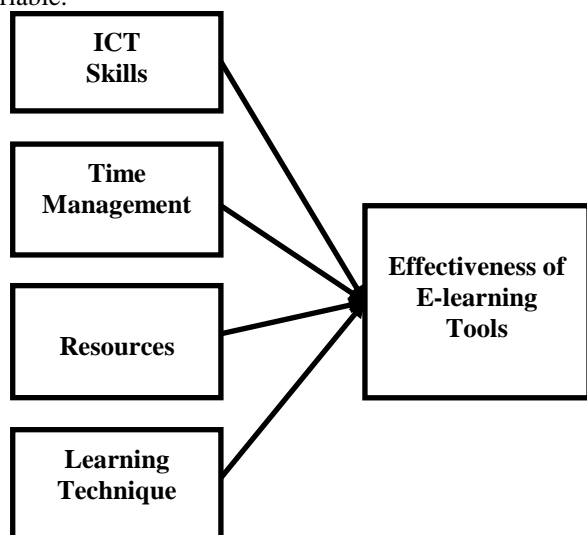 ICT
Skills
Time
Management
Resources
Learning
Technique
Effectiveness of
E-learning
Tools